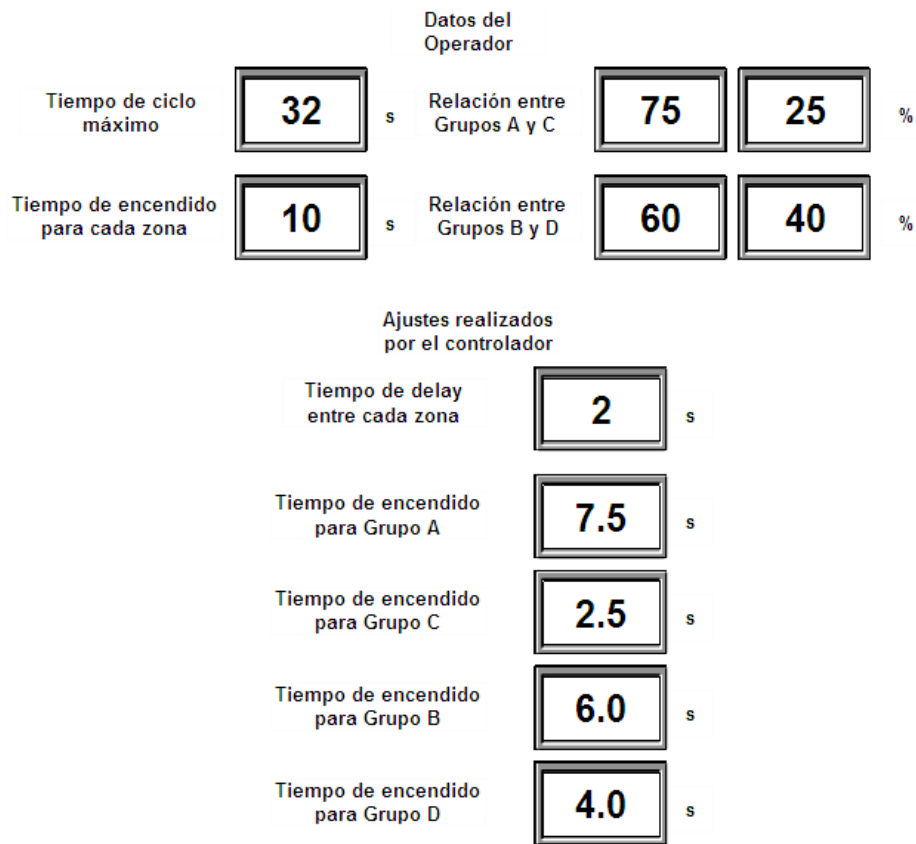 Datos del
Operador
Tiempo de ciclo
máximo
32
s
Relación entre
Grupos A y C
75
25
%
Tiempo de encendido
para cada zona
10
s
Relación entre
Grupos B y D
60
40
%
Ajustes realizados
por el controlador
Tiempo de delay
entre cada zona
2
s
Tiempo de encendido
para Grupo A
7.5
s
Tiempo de encendido
para Grupo C
2.5
s
Tiempo de encendido
para Grupo B
6.0
s
Tiempo de encendido
para Grupo D
4.0
s